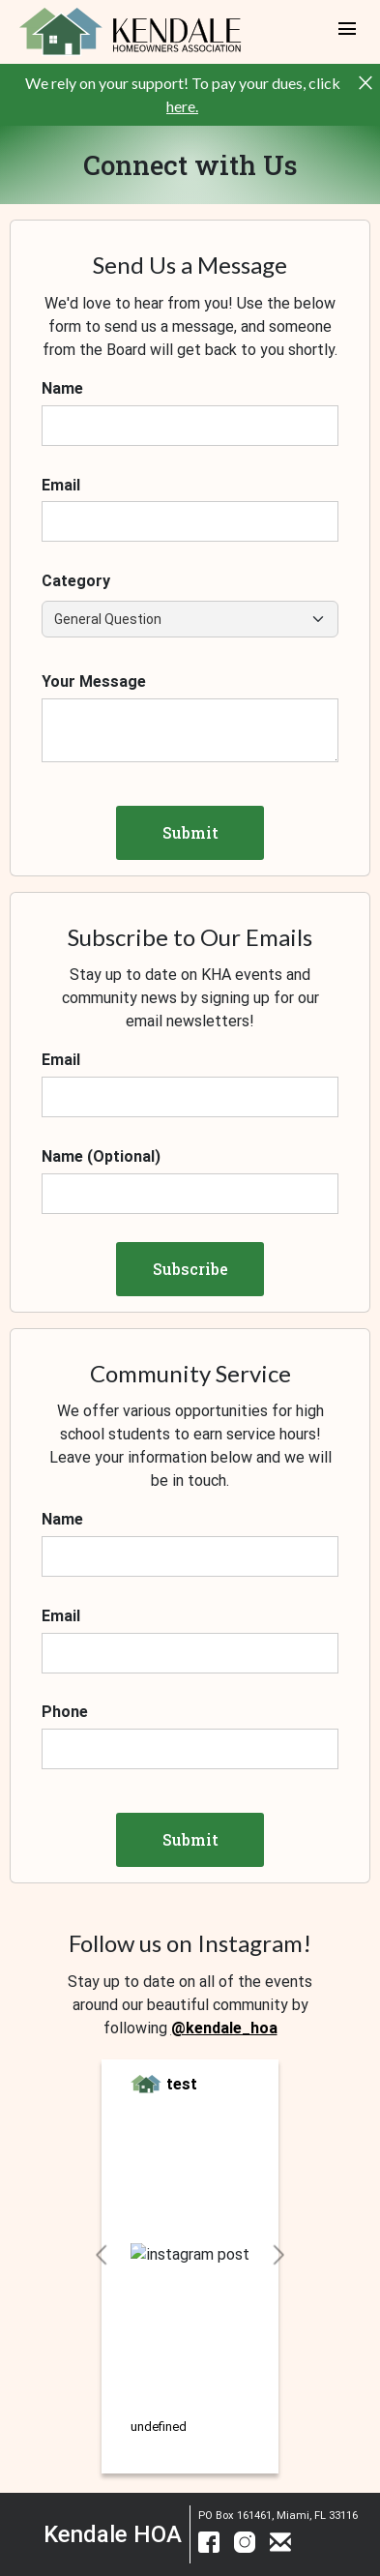 KENDALE
HOMEOWNERS ASSOCIATION
We rely on your support! To pay your dues, click
here.
Connect with Us
Send Us a Message
We'd love to hear from you! Use the below
form to send us a message, and someone
from the Board will get back to you shortly.
Name
Email
Category
General Question
Your Message
Submit
Subscribe to Our Emails
Stay up to date on KHA events and
community news by signing up for our
email newsletters!
Email
Name (Optional)
Subscribe
Community Service
We offer various opportunities for high
school students to earn service hours!
Leave your information below and we will
be in touch.
Name
Email
Phone
Submit
Follow us on Instagram!
Stay up to date on all of the events
around our beautiful community by
following @kendale_hoa
test
instagram post
undefined
Kendale HOA
PO Box 161461, Miami, FL 33116